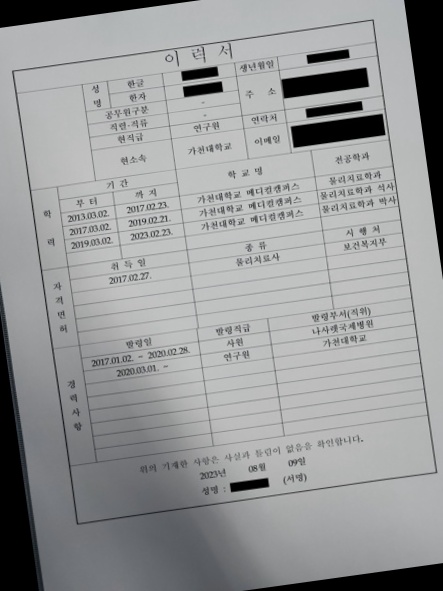 이 력 서
성 명
한글
생년월일
한자
주 소
공무원구분
-
직렬·직류
-
연락처
현직급
연구원
이메일
현소속
가천대학교
학 력
기 간
학 교 명
전공학과
부 터
까 지
2013.03.02.
2017.02.23.
가천대학교 메디컬캠퍼스
물리치료학과
2017.03.02.
2019.02.21.
가천대학교 메디컬캠퍼스
물리치료학과 석사
2019.03.02.
2023.02.23.
가천대학교 메디컬캠퍼스
물리치료학과 박사
자 격 면 허
취 득 일
종 류
시 행 처
2017.02.27.
물리치료사
보건복지부
경 력 사 항
발령일
발령직급
발령부서(직위)
2017.01.02. ~ 2020.02.28.
사원
나사렛국제병원
2020.03.01. ~
연구원
가천대학교
위의 기재한 사항은 사실과 틀림이 없음을 확인합니다.
2023년 08월 09일
성명 : (서명)